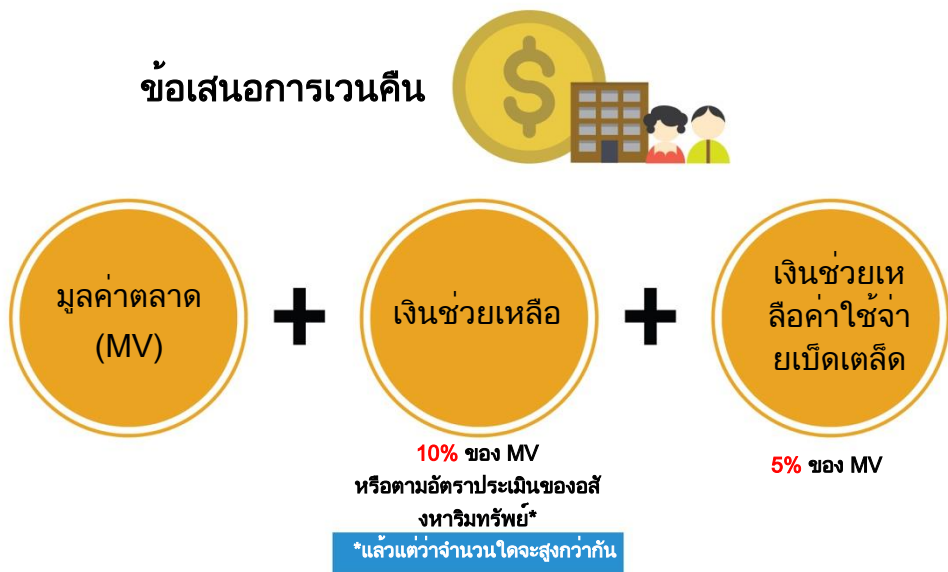 ข้อเสนอการเวนคืน
$
มูลค่าตลาด
(MV)
+
เงินช่วยเหลือ
+
เงินช่วยเห
ลือค่าใช้จ่า
ยเบ็ดเตล็ด
10% ของ MV
หรือตามอัตราประเมินของอสั
งหาริมทรัพย์*
*แล้วแต่ว่าจำนวนใดจะสูงกว่ากัน
5% ของ MV